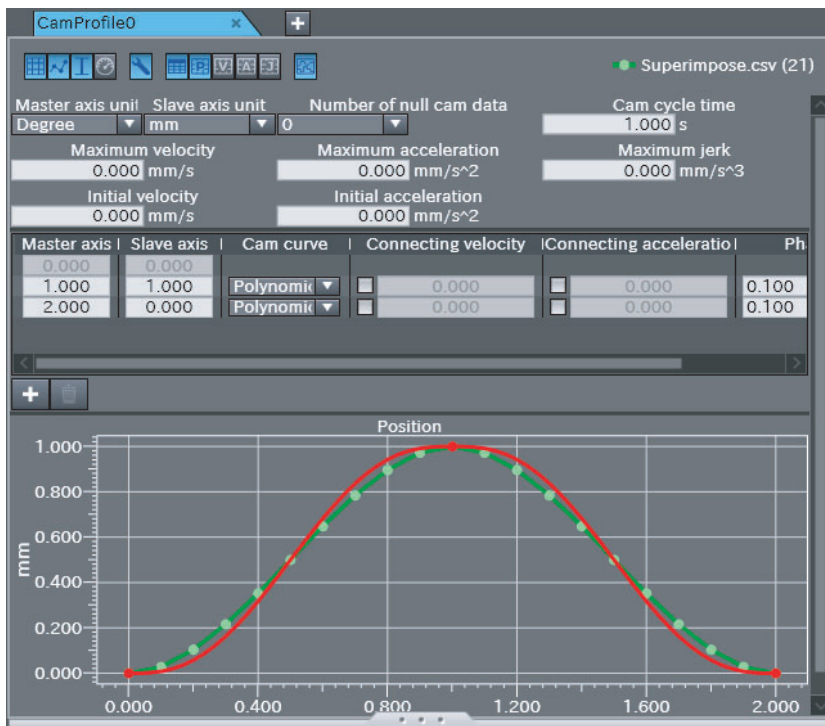 CamProfile0 × +
P V A J Superimpose.csv (21)
Master axis unit Slave axis unit Number of null cam data Cam cycle time
Degree mm 0 1.000 s
Maximum velocity Maximum acceleration Maximum jerk
0.000 mm/s 0.000 mm/s^2 0.000 mm/s^3
Initial velocity Initial acceleration
0.000 mm/s 0.000 mm/s^2
Master axis Slave axis Cam curve Connecting velocity Connecting acceleratio Ph
0.000 0.000
1.000 1.000 Polynomic 0.000 0.000 0.100
2.000 0.000 Polynomic 0.000 0.000 0.100
+
Position
1.000
0.800
0.600
mm
0.400
0.200
0.000
0.000 0.400 0.800 1.200 1.600 2.000